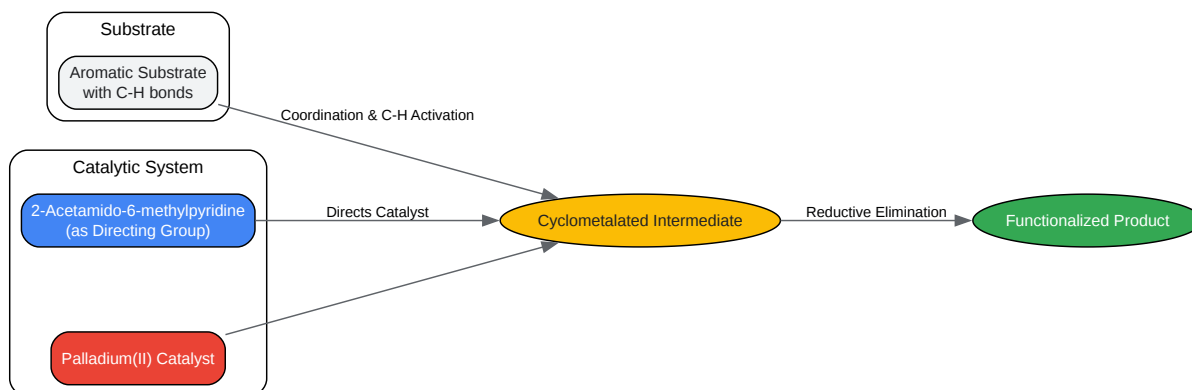 Substrate
Aromatic Substrate
with C-H bonds
Coordination & C-H Activation
Catalytic System
2-Acetamido-6-methylpyridine
(as Directing Group)
Directs Catalyst
Cyclometalated Intermediate
Reductive Elimination
Functionalized Product
Palladium(II) Catalyst